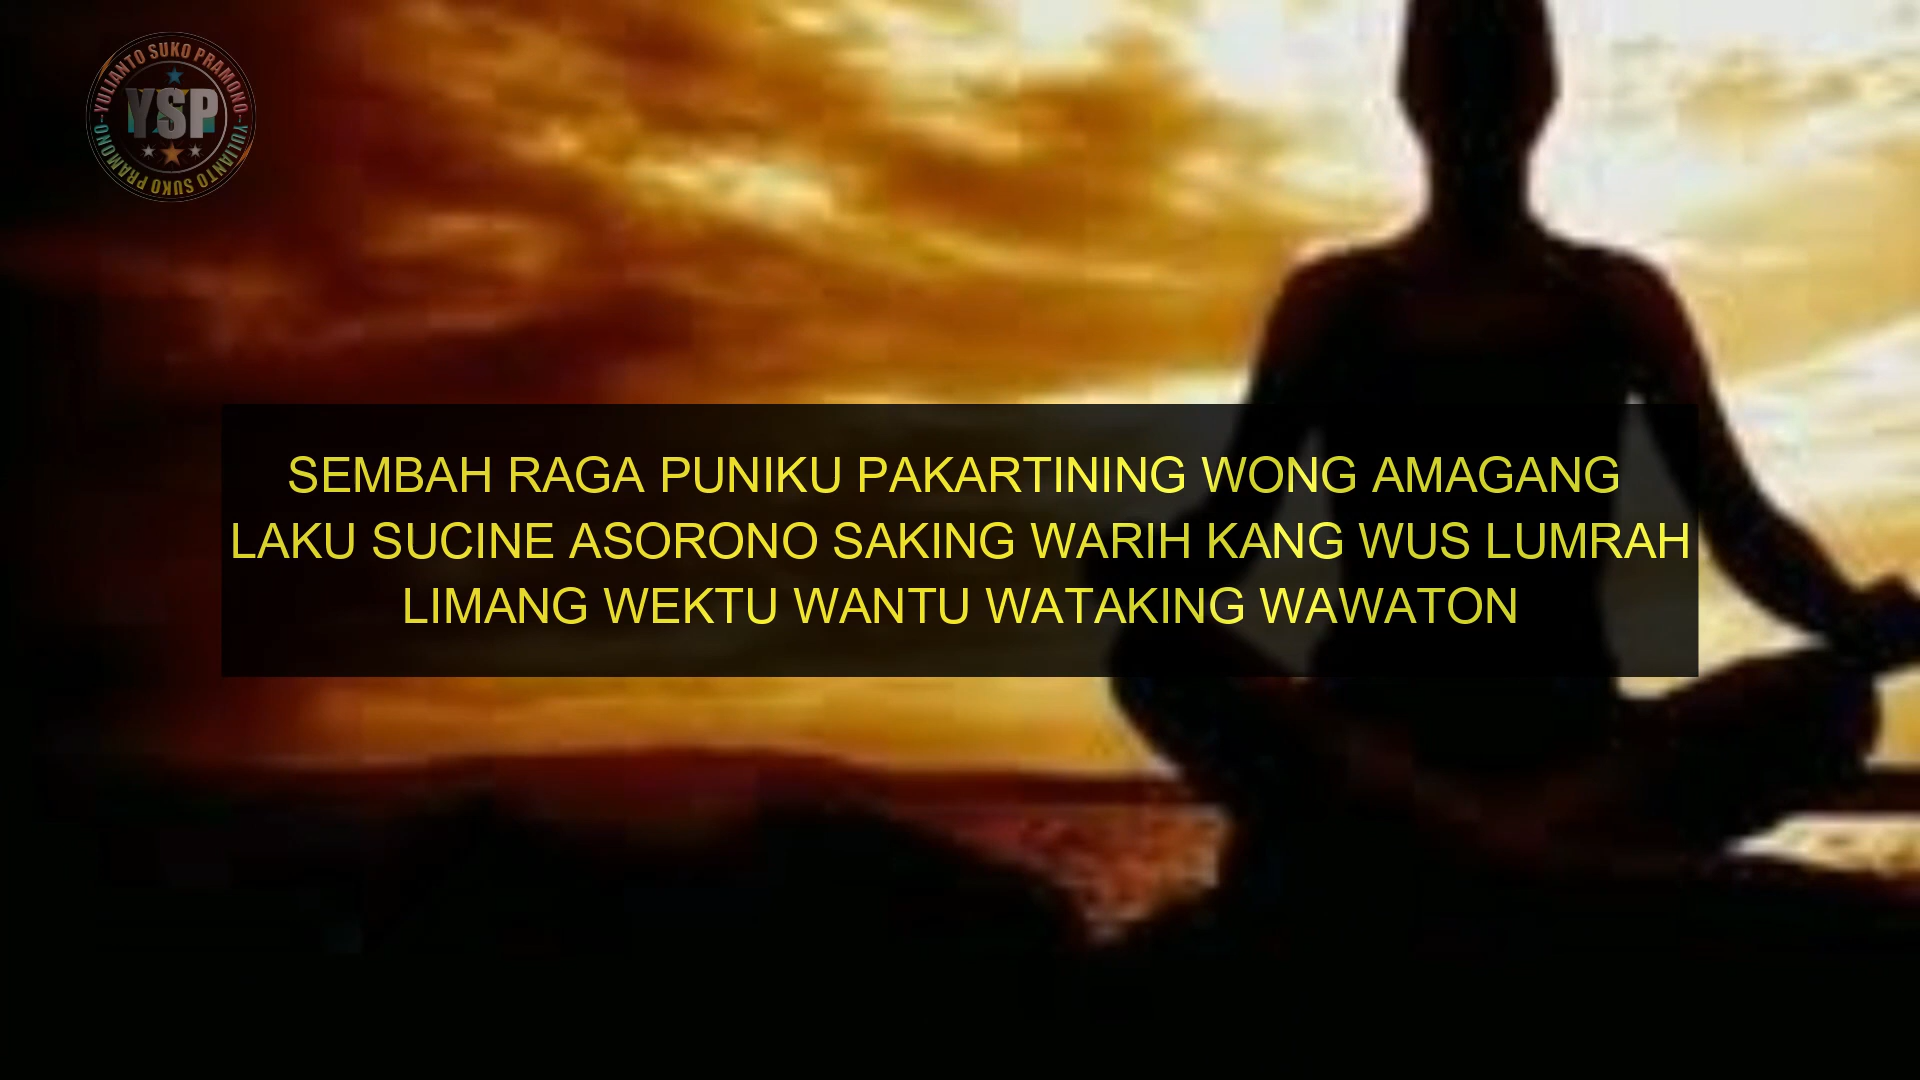 YULIANTO SUKO PRAMONO
YSP
YULIANTO SUKO PRAMONO
SEMBAH RAGA PUNIKU PAKARTINING WONG AMAGANG
LAKU SUCINE ASORONO SAKING WARIH KANG WUS LUMRAH
LIMANG WEKTU WANTU WATAKING WAWATON